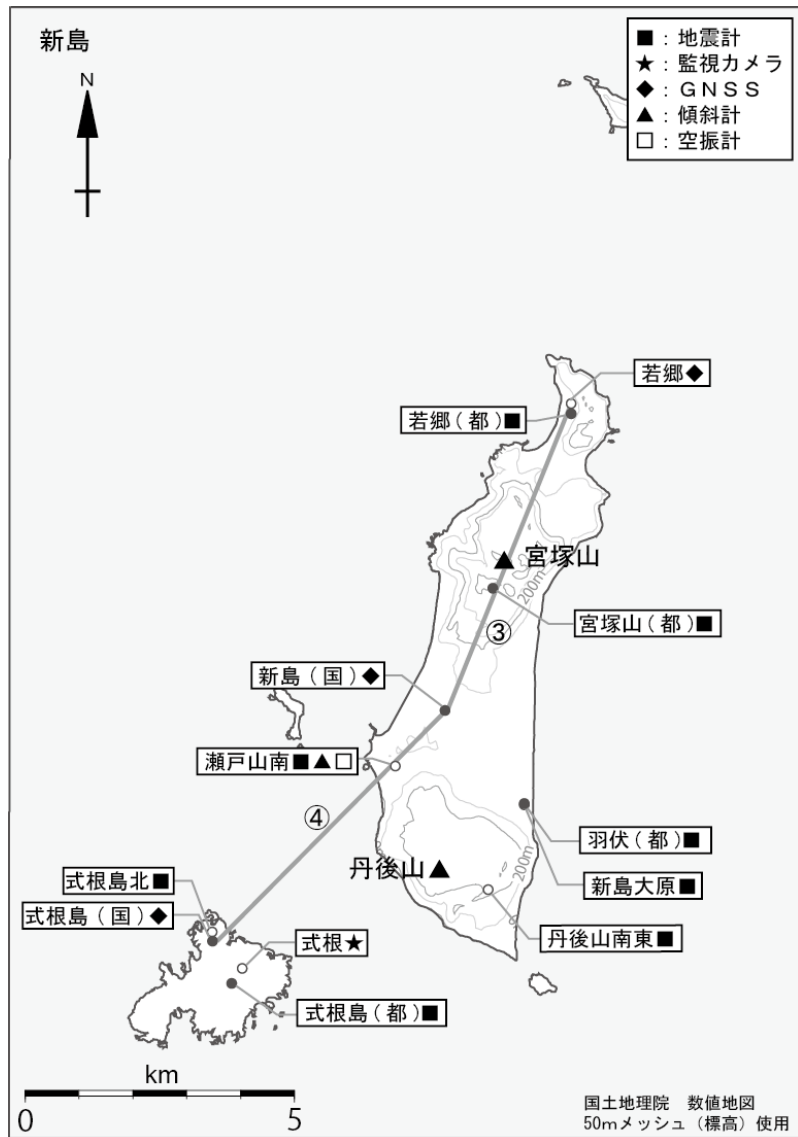 新島
N
■：地震計
★：監視カメラ
◆：ＧＮＳＳ
▲：傾斜計
□：空振計
若郷◆
若郷（都）■
宮塚山
200m
宮塚山（都）■
③
新島（国）◆
瀬戸山南■▲□
④
羽伏（都）■
丹後山
200m
新島大原■
式根島北■
式根島（国）◆
丹後山南東■
式根★
式根島（都）■
km
0 5
国土地理院　数値地図
50mメッシュ（標高）使用